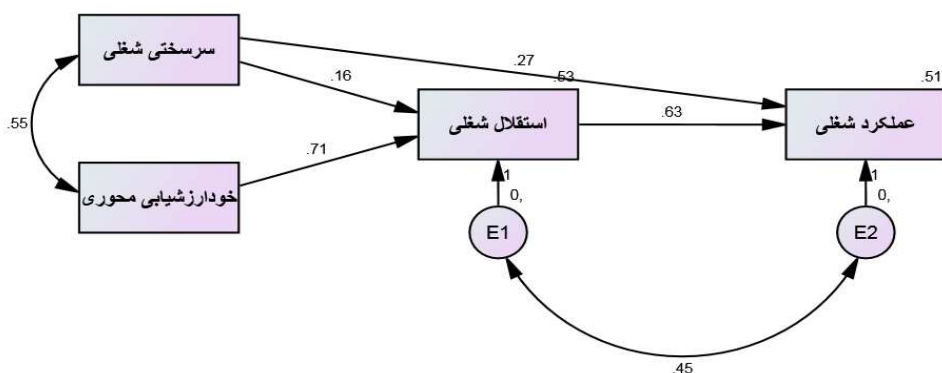 سرسختی شغلی
.27
.53
.51
.16
استقلال شغلی
.63
عملکرد شغلی
.55
.71
خودارزشیابی محوری
1
0,
1
0,
E1
E2
.45